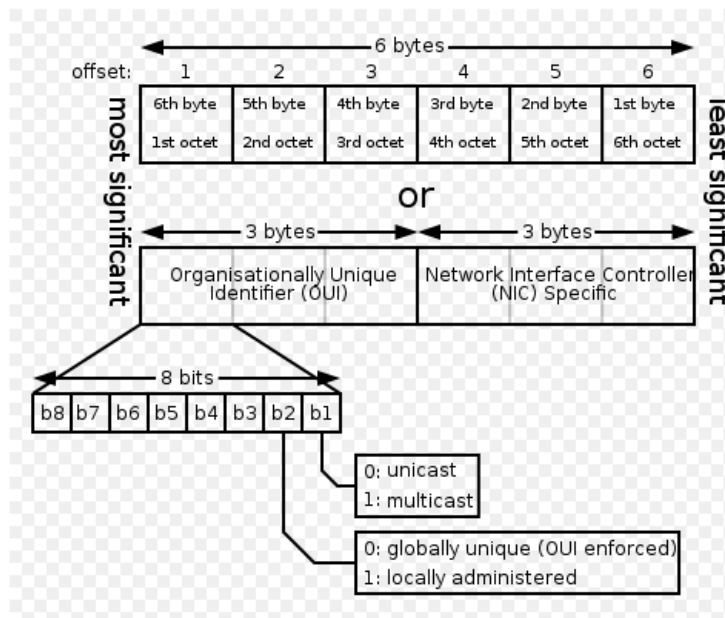 6 bytes
offset: 1 2 3 4 5 6
6th byte 5th byte 4th byte 3rd byte 2nd byte 1st byte
1st octet 2nd octet 3rd octet 4th octet 5th octet 6th octet
most significant
least significant
or
3 bytes 3 bytes
Organisationally Unique Network Interface Controller
Identifier (OUI) (NIC) Specific
8 bits
b8 b7 b6 b5 b4 b3 b2 b1
0: unicast
1: multicast
0: globally unique (OUI enforced)
1: locally administered